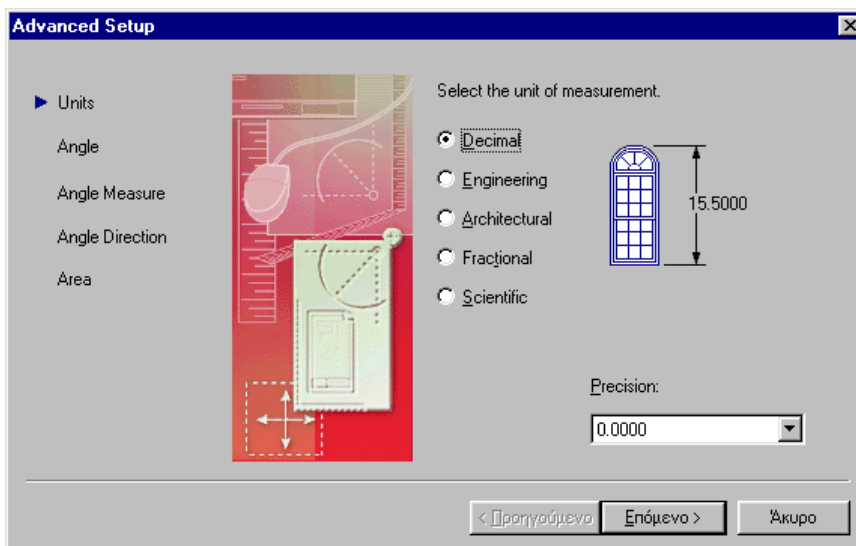 Advanced Setup
Units
Angle
Angle Measure
Angle Direction
Area
Select the unit of measurement.
Decimal
Engineering
Architectural
Fractional
Scientific
15.5000
Precision:
0.0000
< Προηγούμενο
Επόμενο >
Άκυρο